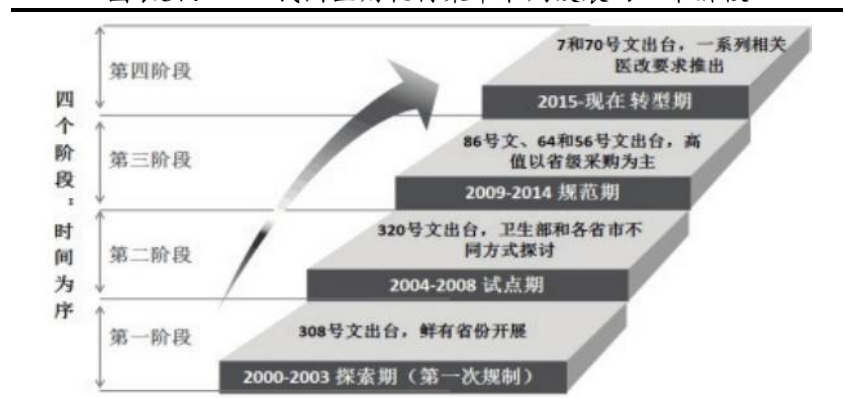 7和70号文出台，一系列相关
医改要求推出
第四阶段
2015-现在 转型期
86号文、64和56号文出台，高
值以省级采购为主
第三阶段
2009-2014 规范期
320号文出台，卫生部和各省市不
同方式探讨
第二阶段
2004-2008 试点期
308号文出台，鲜有省份开展
第一阶段
2000-2003 探索期（第一次规制）
四个阶段：时间为序